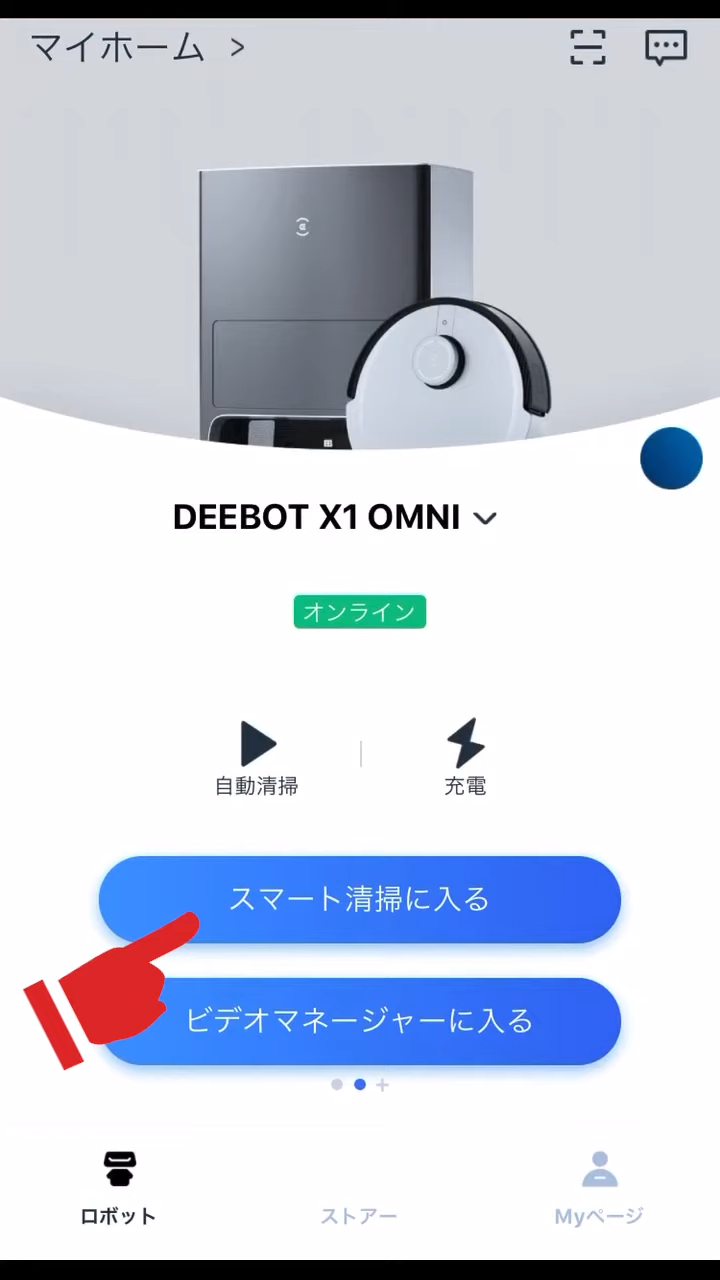 マイホーム >
DEEBOT X1 OMNI
オンライン
自動清掃
充電
スマート清掃に入る
ビデオマネージャーに入る
ロボット
ストアー
Myページ